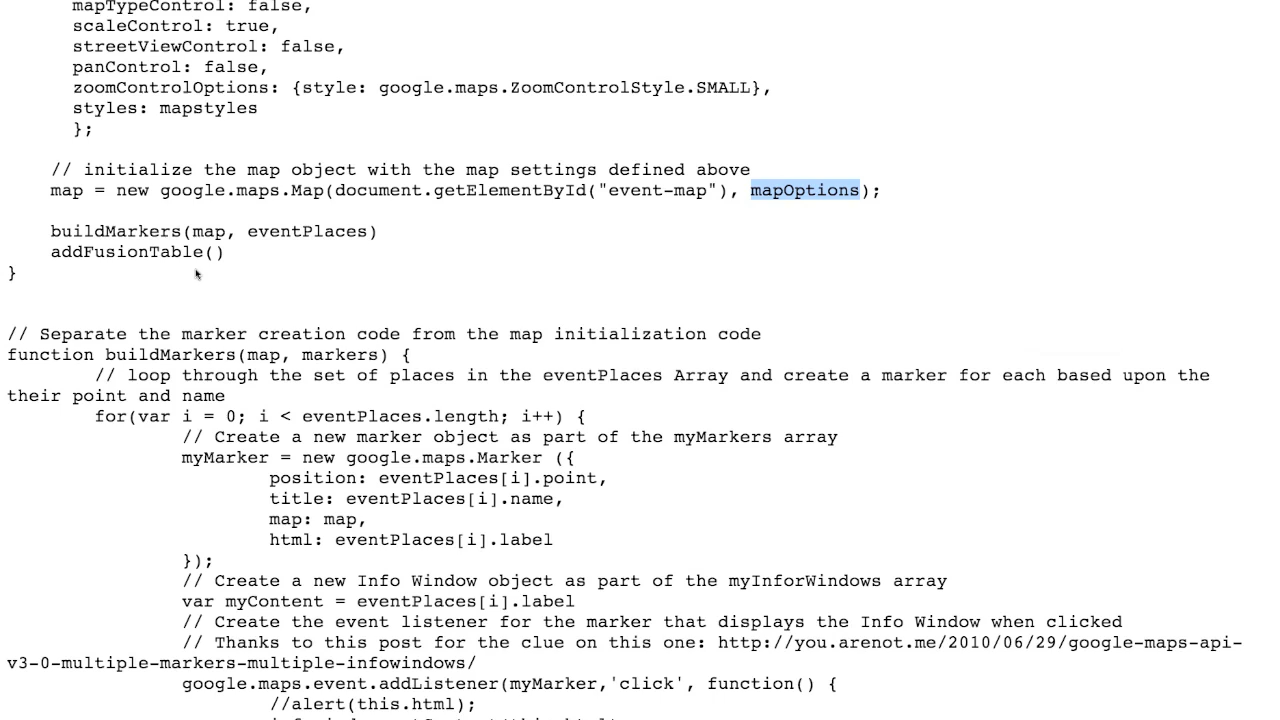 mapTypeControl: false,
scaleControl: true,
streetViewControl: false,
panControl: false,
zoomControlOptions: {style: google.maps.ZoomControlStyle.SMALL},
styles: mapstyles
};
// initialize the map object with the map settings defined above
map = new google.maps.Map(document.getElementById("event-map"), mapOptions);
buildMarkers(map, eventPlaces)
addFusionTable()
}
// Separate the marker creation code from the map initialization code
function buildMarkers(map, markers) {
// loop through the set of places in the eventPlaces Array and create a marker for each based upon the
their point and name
for(var i = 0; i < eventPlaces.length; i++) {
// Create a new marker object as part of the myMarkers array
myMarker = new google.maps.Marker ({
position: eventPlaces[i].point,
title: eventPlaces[i].name,
map: map,
html: eventPlaces[i].label
});
// Create a new Info Window object as part of the myInforWindows array
var myContent = eventPlaces[i].label
// Create the event listener for the marker that displays the Info Window when clicked
// Thanks to this post for the clue on this one: http://you.arenot.me/2010/06/29/google-maps-api-
v3-0-multiple-markers-multiple-infowindows/
google.maps.event.addListener(myMarker,'click', function() {
//alert(this.html);